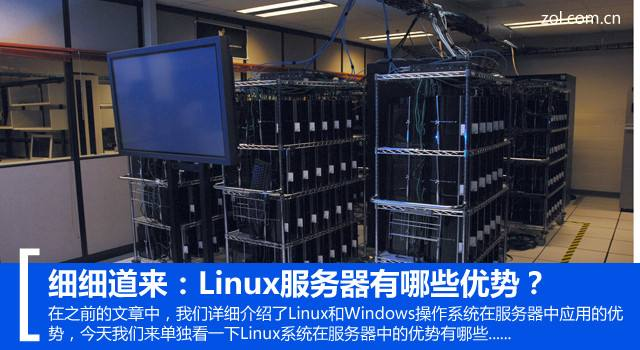 zol.com.cn
细细道来：Linux服务器有哪些优势？
在之前的文章中，我们详细介绍了Linux和Windows操作系统在服务器中应用的优
势，今天我们来单独看一下Linux系统在服务器中的优势有哪些......